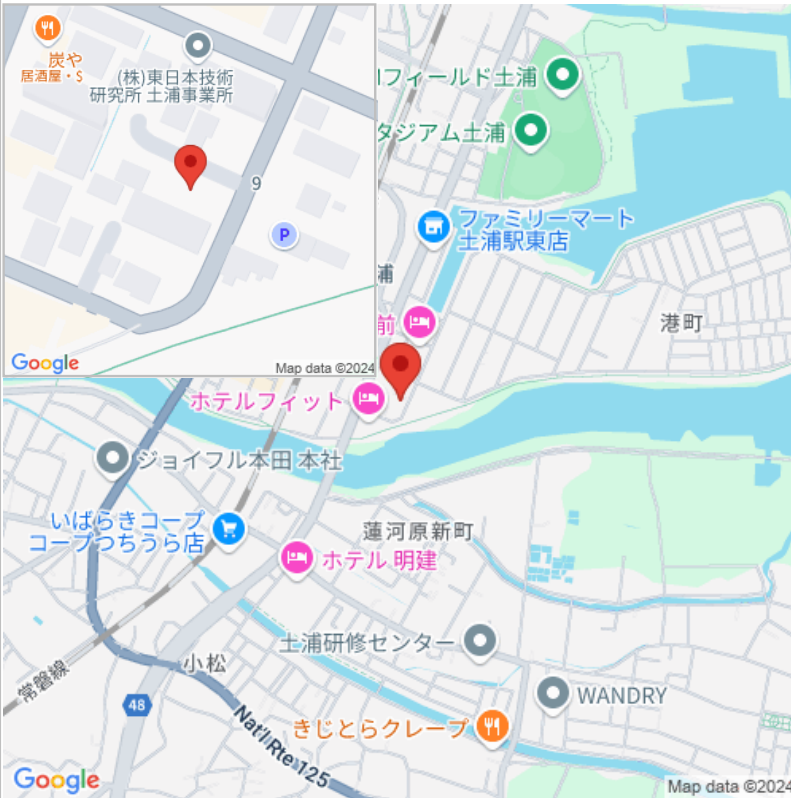 炭や
居酒屋・S
(株)東日本技術
研究所 土浦事業所
9
P
Google
Map data ©2024
フィールド土浦
タジアム土浦
ファミリーマート
土浦駅東店
浦
前
港町
ホテルフィット
ジョイフル本田 本社
いばらきコープ
コープつちうら店
蓮河原新町
ホテル 明建
土浦研修センター
小松
常磐線
48
WANDRY
きじとらクレープ
Nat'l Rte 125
Google
Map data ©2024